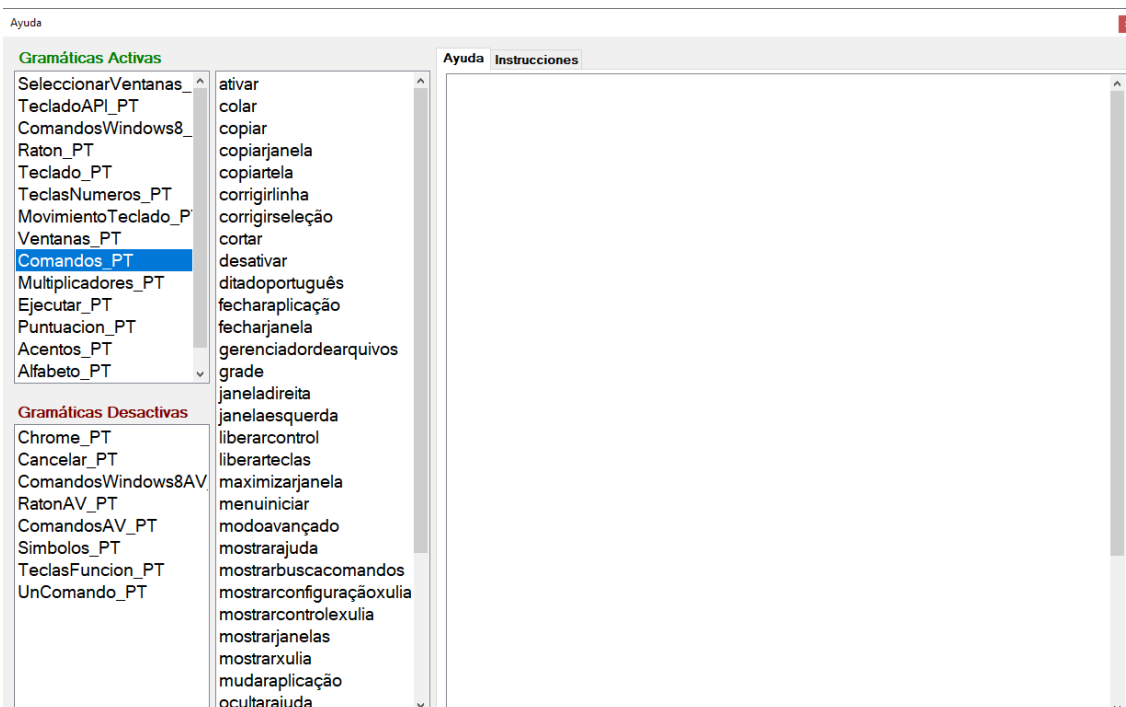 Ayuda
Gramáticas Activas
SeleccionarVentanas_
TecladoAPI_PT
ComandosWindows8_
Raton_PT
Teclado_PT
TeclasNumeros_PT
MovimientoTeclado_P
Ventanas_PT
Comandos_PT
Multiplicadores_PT
Ejecutar_PT
Puntuacion_PT
Acentos_PT
Alfabeto_PT
Gramáticas Desactivas
Chrome_PT
Cancelar_PT
ComandosWindows8AV_
RatonAV_PT
ComandosAV_PT
Simbolos_PT
TeclasFuncion_PT
UnComando_PT
ativar
colar
copiar
copiarjanela
copiartela
corrigirlinha
corrigirseleção
cortar
desativar
ditadoportuguês
fecharaplicação
fecharjanela
gerenciadordearquivos
grade
janeladireita
janelaesquerda
liberarcontrol
liberarteclas
maximizarjanela
menuiniciar
modoavançado
mostrarajuda
mostrarbuscacomandos
mostrarconfiguraçãoxulia
mostrarcontrolexulia
mostrarjanelas
mostrarxulia
mudaraplicação
ocultarajuda
Ayuda Instrucciones